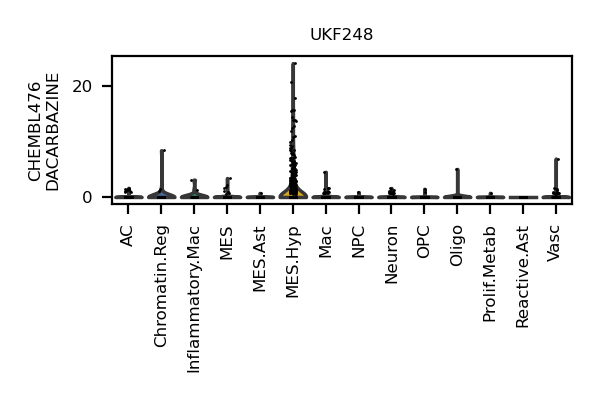 UKF248
CHEMBL476
DACARBAZINE
20
0
AC
Chromatin.Reg
Inflammatory.Mac
MES
MES.Ast
MES.Hyp
Mac
NPC
Neuron
OPC
Oligo
Prolif.Metab
Reactive.Ast
Vasc